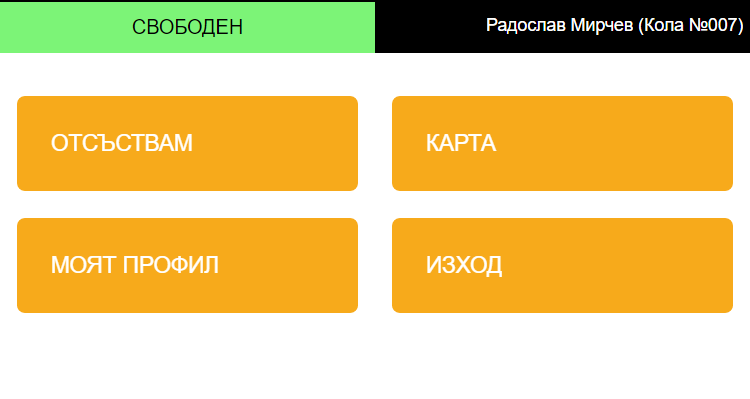 СВОБОДЕН
Радослав Мирчев (Кола №007)
ОТСЪСТВАМ
КАРТА
МОЯТ ПРОФИЛ
ИЗХОД